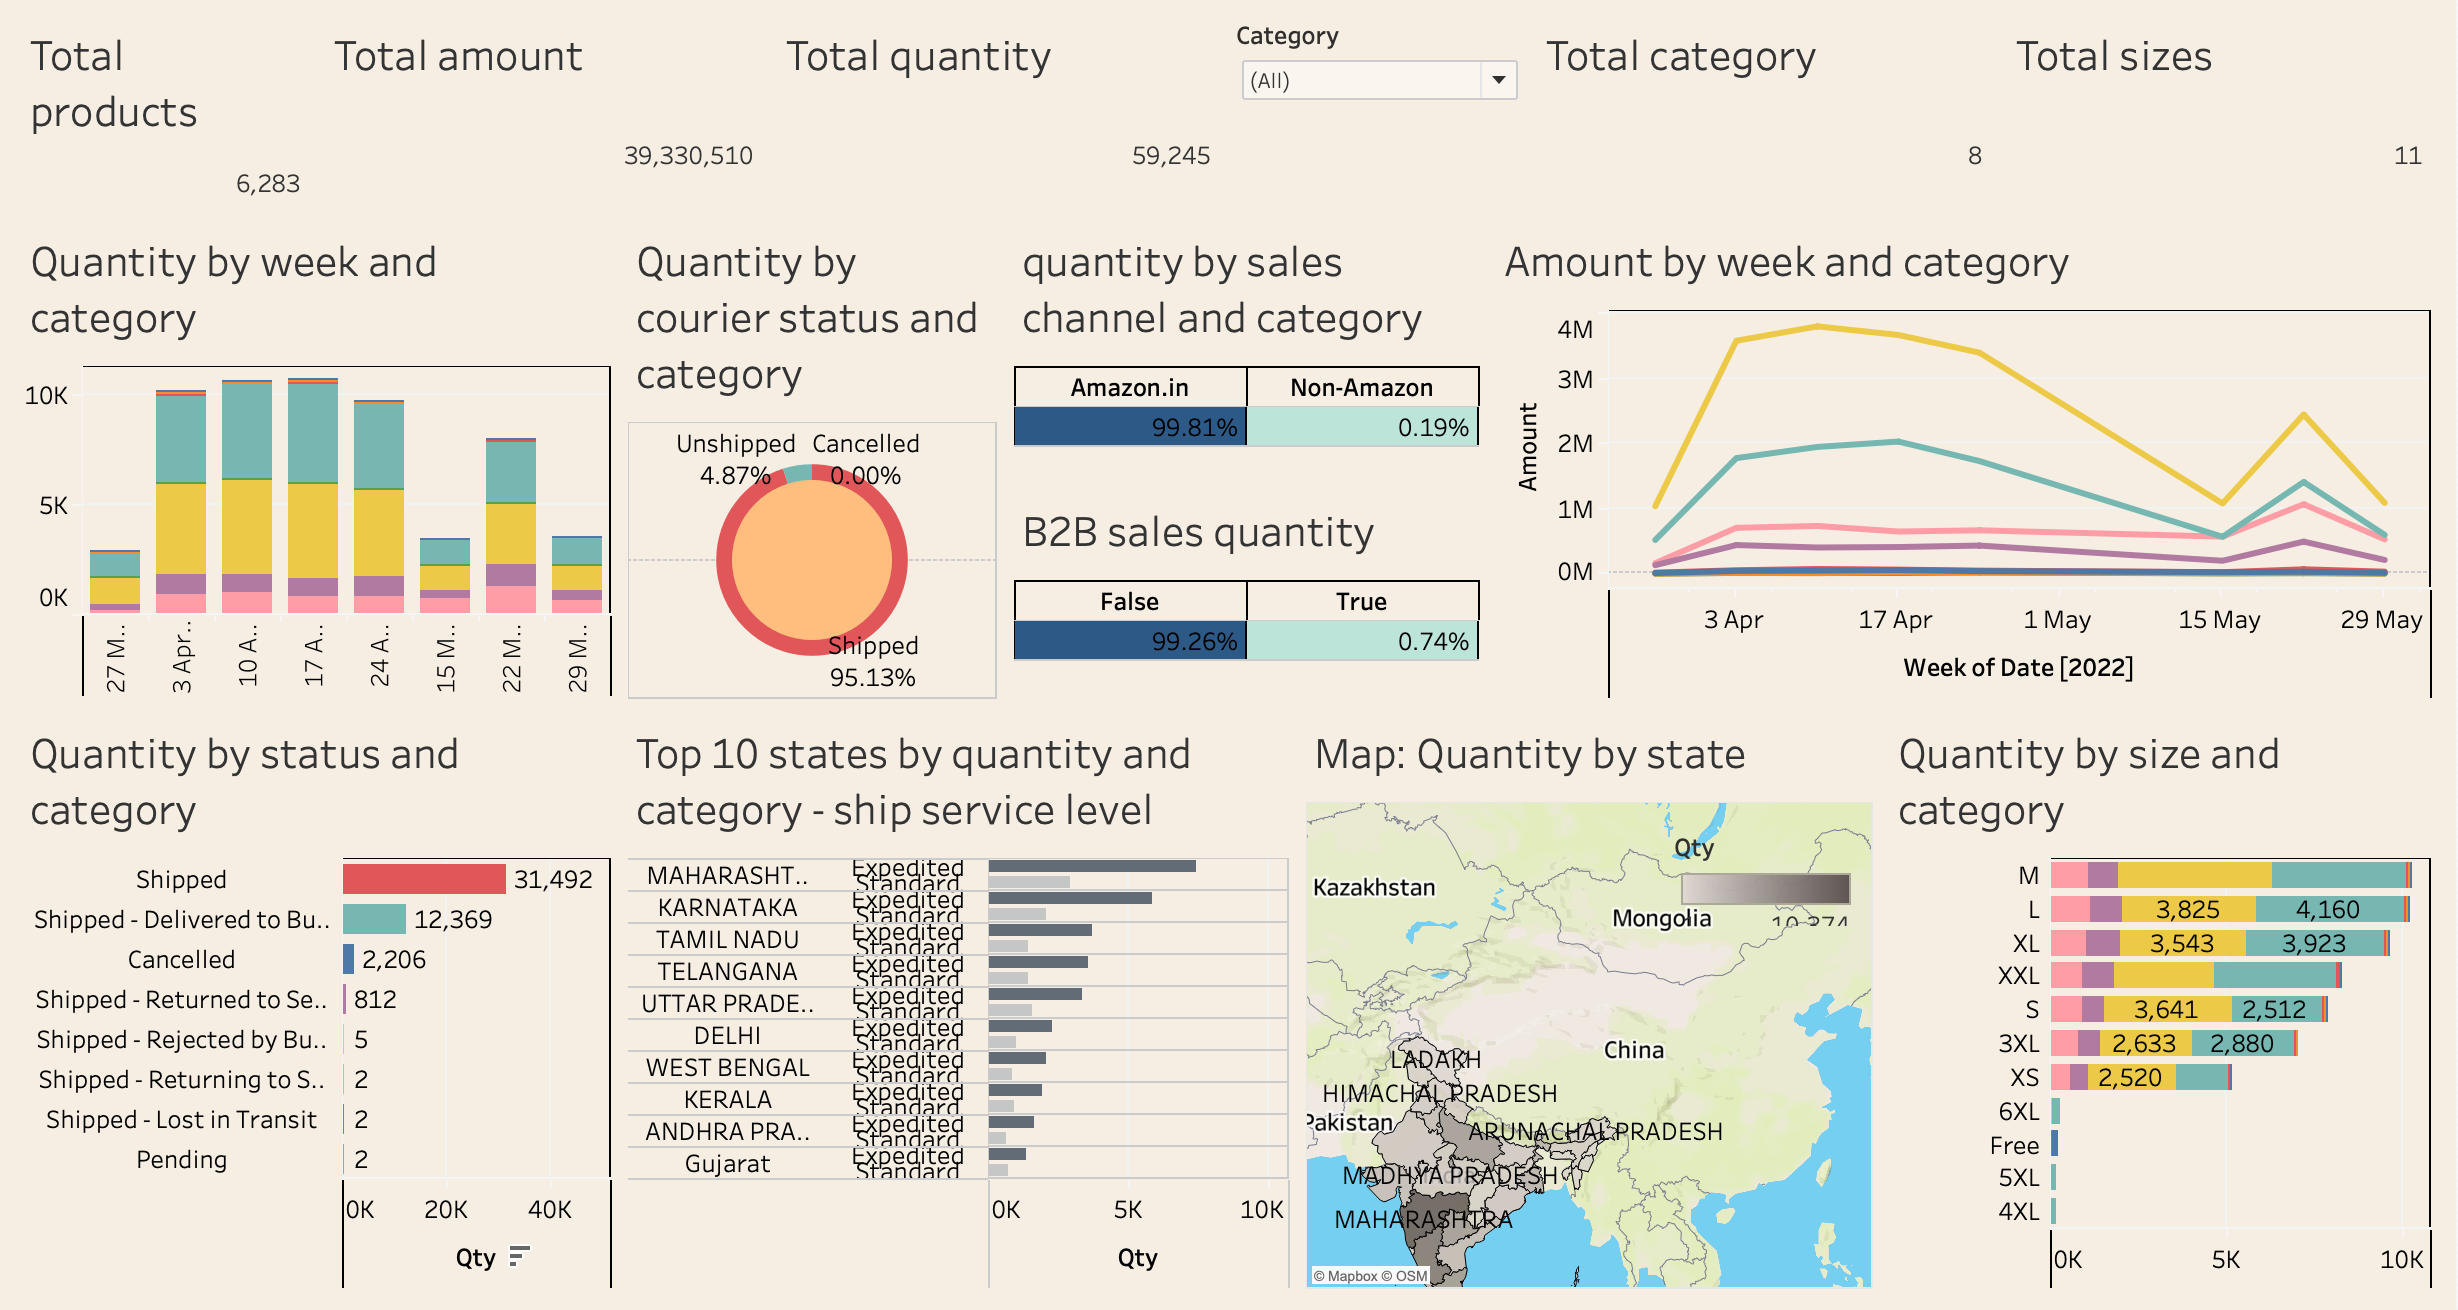 Total
products
6,283
Total amount
39,330,510
Total quantity
59,245
Category
(All)
Total category
8
Total sizes
11
Quantity by week and
category
10K
5K
0K
27 M..
3 Apr..
10 A..
17 A..
24 A..
15 M..
22 M..
29 M..
Quantity by
courier status and
category
Unshipped
4.87%
Cancelled
0.00%
Shipped
95.13%
quantity by sales
channel and category
Amazon.in Non-Amazon
99.81% 0.19%
B2B sales quantity
False True
99.26% 0.74%
Amount by week and category
4M
3M
2M
1M
0M
Amount
3 Apr 17 Apr 1 May 15 May 29 May
Week of Date [2022]
Quantity by status and
category
Shipped 31,492
Shipped - Delivered to Bu.. 12,369
Cancelled 2,206
Shipped - Returned to Se.. 812
Shipped - Rejected by Bu.. 5
Shipped - Returning to S.. 2
Shipped - Lost in Transit 2
Pending 2
0K 20K 40K
Qty
Top 10 states by quantity and
category - ship service level
MAHARASHT.. Expedited
Standard
KARNATAKA Expedited
Standard
TAMIL NADU Expedited
Standard
TELANGANA Expedited
Standard
UTTAR PRADE.. Expedited
Standard
DELHI Expedited
Standard
WEST BENGAL Expedited
Standard
KERALA Expedited
Standard
ANDHRA PRA.. Expedited
Standard
Gujarat Expedited
Standard
0K 5K 10K
Qty
Map: Quantity by state
Qty
10,374
Kazakhstan
Mongolia
China
LADAKH
HIMACHAL PRADESH
Pakistan
ARUNACHAL PRADESH
MADHYA PRADESH
MAHARASHTRA
© Mapbox © OSM
Quantity by size and
category
M
L 3,825 4,160
XL 3,543 3,923
XXL
S 3,641 2,512
3XL 2,633 2,880
XS 2,520
6XL
Free
5XL
4XL
0K 5K 10K